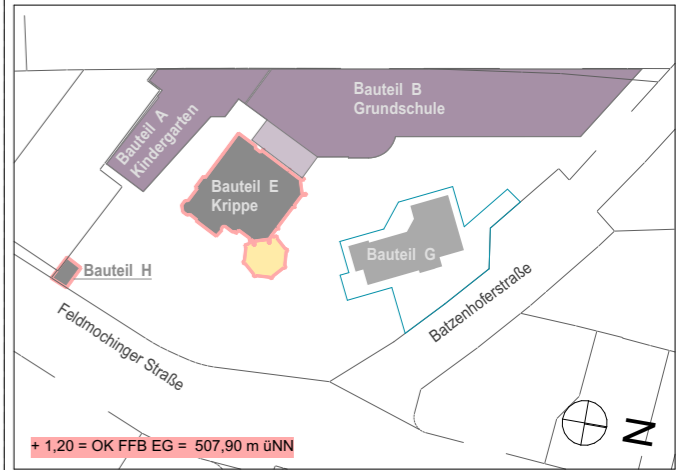 Bauteil B
Grundschule
Bauteil A
Kindergarten
Bauteil E
Krippe
Bauteil G
Bauteil H
Feldmochinger Straße
Batzenhoferstraße
N
+ 1,20 = OK FFB EG = 507,90 m üNN